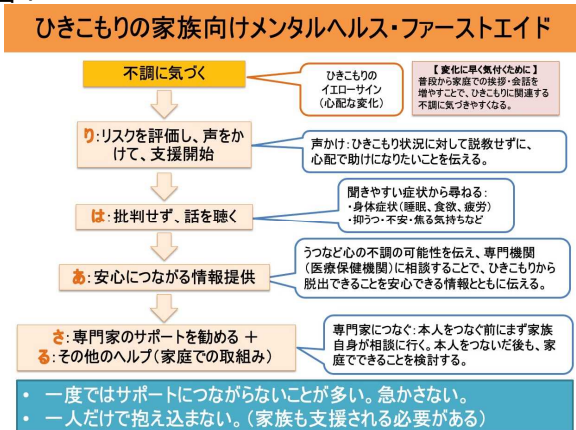 ひきこもりの家族向けメンタルヘルス・ファーストエイド
不調に気づく
ひきこもりの
イエローサイン
(心配な変化)
【 変化に早く気付くために 】
普段から家庭での挨拶・会話を
増やすことで、ひきこもりに関連する
不調に気づきやすくなる。
り:リスクを評価し、声をか
けて、支援開始
声かけ:ひきこもり状況に対して説教せずに、
心配で助けになりたいことを伝える。
は:批判せず、話を聴く
聞きやすい症状から尋ねる:
・身体症状(睡眠、食欲、疲労)
・抑うつ・不安・焦る気持ちなど
あ:安心につながる情報提供
うつなど心の不調の可能性を伝え、専門機関
(医療保健機関)に相談することで、ひきこもりから
脱出できることを安心できる情報とともに伝える。
さ:専門家のサポートを勧める +
る:その他のヘルプ(家庭での取組み)
専門家につなぐ:本人をつなぐ前にまず家族
自身が相談に行く。本人をつないだ後も、家
庭でできることを検討する。
• 一度ではサポートにつながらないことが多い。急かさない。
• 一人だけで抱え込まない。(家族も支援される必要がある)